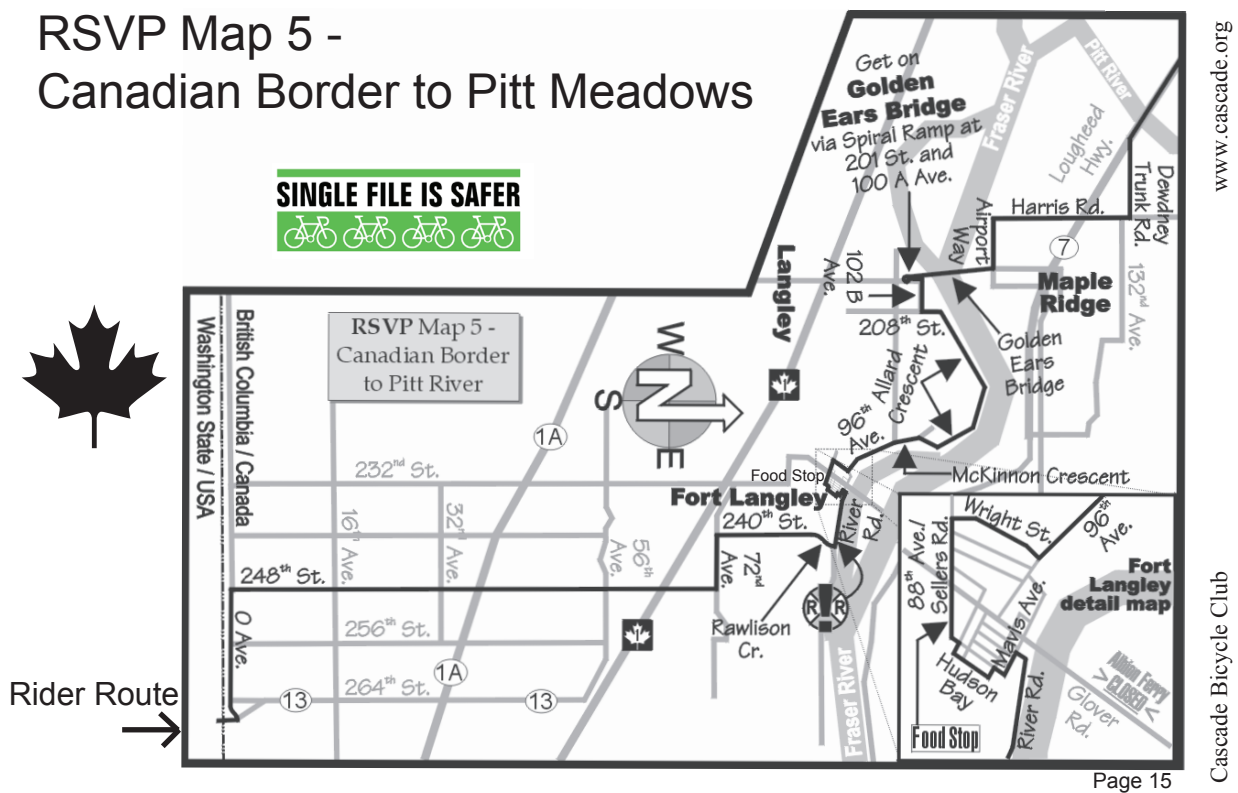 RSVP Map 5 -
Canadian Border to Pitt Meadows
SINGLE FILE IS SAFER
www.cascade.org
Cascade Bicycle Club
Get on
Golden
Ears Bridge
via Spiral Ramp at
201 St. and
100 A Ave.
Fraser River
Pitt River
Lougheed
Hwy.
Dewdney
Trunk Rd.
Harris Rd.
Airport
Way
7
132nd Ave.
Maple
Ridge
Langley
102 B
Ave.
208th St.
Golden
Ears
Bridge
Allard
Crescent
96th
Ave.
McKinnon Crescent
RSVP Map 5 -
Canadian Border
to Pitt River
British Columbia / Canada
Washington State / USA
W
S
N
E
1
1A
232nd St.
Food Stop
Fort Langley
240th St.
River
Rd.
16th
Ave.
32nd
Ave.
56th
Ave.
72nd
Ave.
248th St.
O Ave.
256th St.
264th St.
13
1A
13
1
Rawlison
Cr.
R ! R
Fraser River
Wright St.
96th
Ave.
88th Ave./
Sellers Rd.
Mavis Ave.
Fort
Langley
detail map
Hudson
Bay
River Rd.
Glover
Rd.
Albion Ferry
> CLOSED <
Food Stop
Rider Route
Page 15